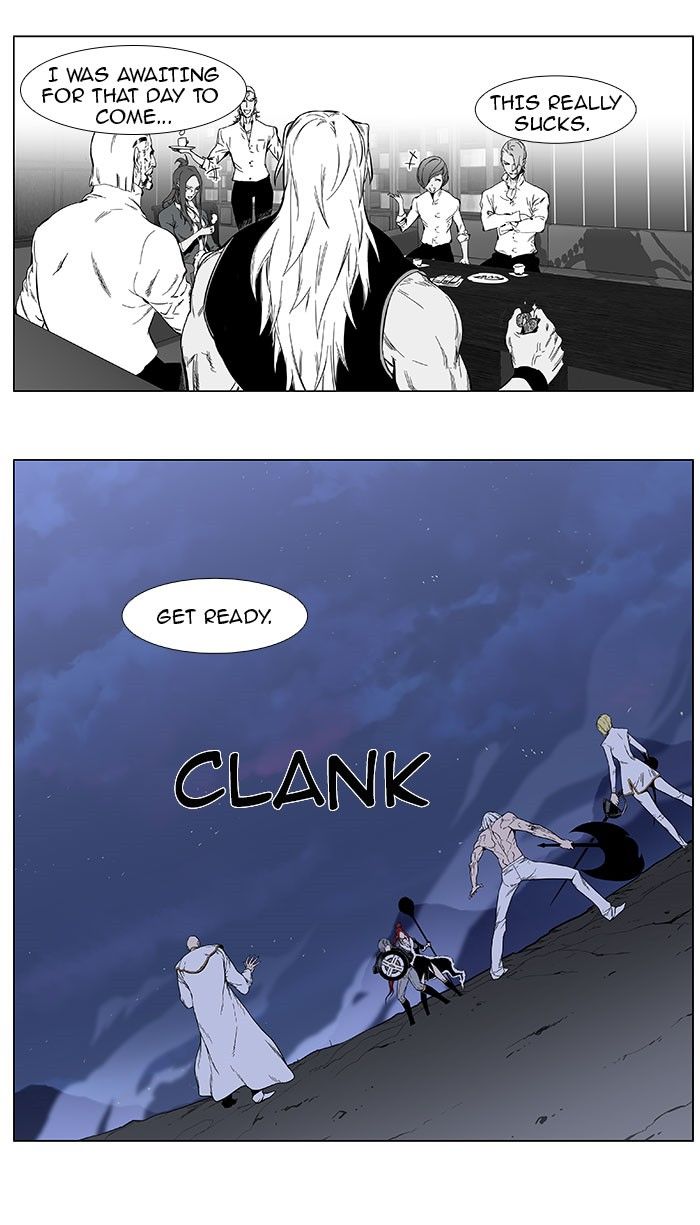 I WAS AWAITING
FOR THAT DAY TO
COME...
THIS REALLY
SUCKS.
GET READY.
CLANK